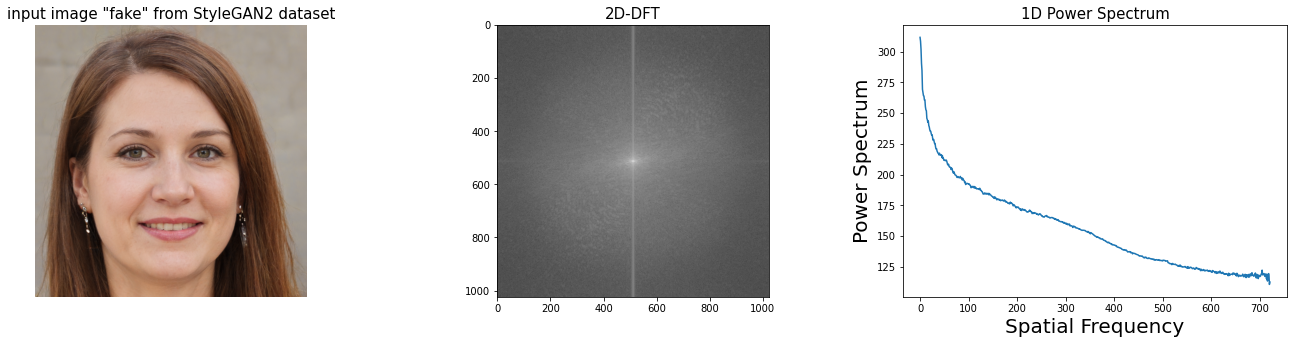 input image "fake" from StyleGAN2 dataset
2D-DFT
0
200
400
600
800
1000
0 200 400 600 800 1000
1D Power Spectrum
Power Spectrum
300
275
250
225
200
175
150
125
0 100 200 300 400 500 600 700
Spatial Frequency